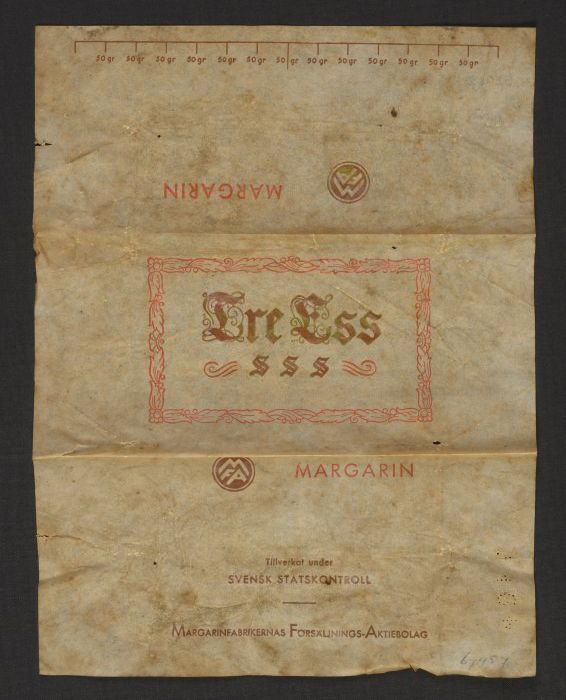 50 gr 50 gr 50 gr 50 gr 50 gr 50 gr 50 gr 50 gr 50 gr 50 gr 50 gr 50 gr 50 gr
MARGARIN
Tre Ess
s s s
MFA MARGARIN
Tillverkat under
SVENSK STATSKONTROLL
MARGARINFABRIKERNAS FÖRSÄLJNINGS-AKTIEBOLAG